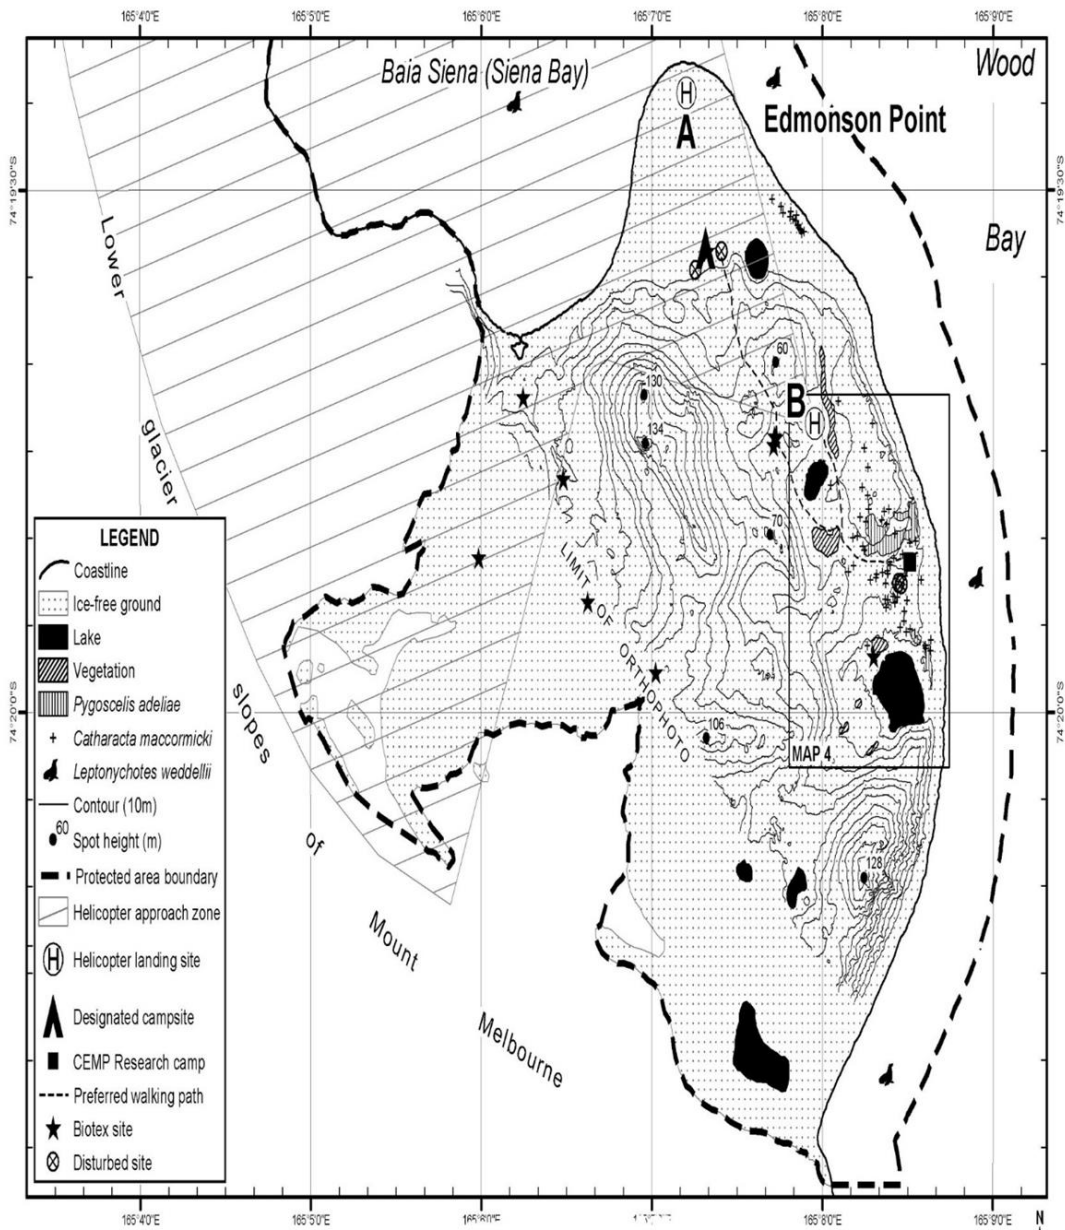 165°4'0"E 165°5'0"E 165°6'0"E 165°7'0"E 165°8'0"E 165°9'0"E
Wood
Baia Siena (Siena Bay)
H
A
Edmonson Point
74°19'30"S
74°19'30"S
Bay
Lower
glacier
slopes
of
Mount
Melbourne
60
130
B
H
134
70
LIMIT OF ORTHOPHOTO
106
MAP 4
128
74°20'0"S
74°20'0"S
LEGEND
Coastline
Ice-free ground
Lake
Vegetation
Pygoscelis adeliae
Catharacta maccormicki
Leptonychotes weddellii
Contour (10m)
60 Spot height (m)
Protected area boundary
Helicopter approach zone
H Helicopter landing site
Designated campsite
CEMP Research camp
Preferred walking path
Biotex site
Disturbed site
165°4'0"E 165°5'0"E 165°6'0"E 165°8'0"E 165°9'0"E
N